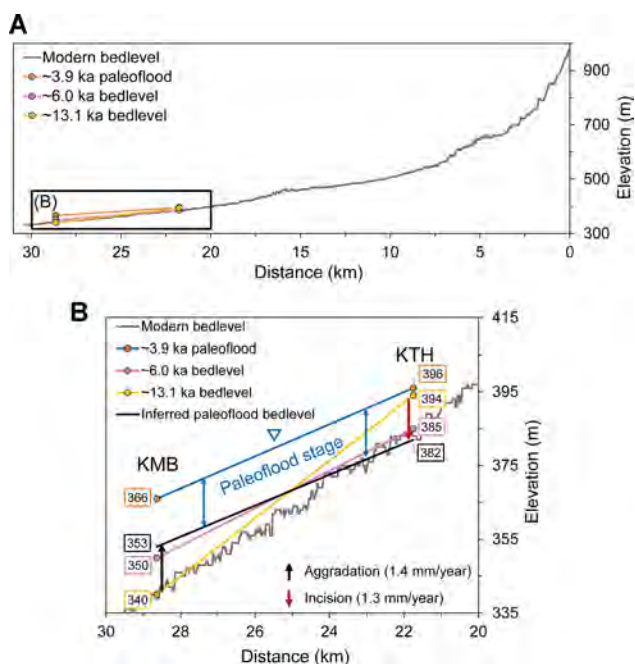 A
Modern bedlevel
~3.9 ka paleoflood
~6.0 ka bedlevel
~13.1 ka bedlevel
(B)
900
700
500
300
Elevation (m)
30 25 20 15 10 5 0
Distance (km)
B
Modern bedlevel
~3.9 ka paleoflood
~6.0 ka bedlevel
~13.1 ka bedlevel
Inferred paleoflood bedlevel
KTH
396
394
385
382
Paleoflood stage
KMB
366
353
350
340
Aggradation (1.4 mm/year)
Incision (1.3 mm/year)
415
395
375
355
335
Elevation (m)
30 28 26 24 22 20
Distance (km)